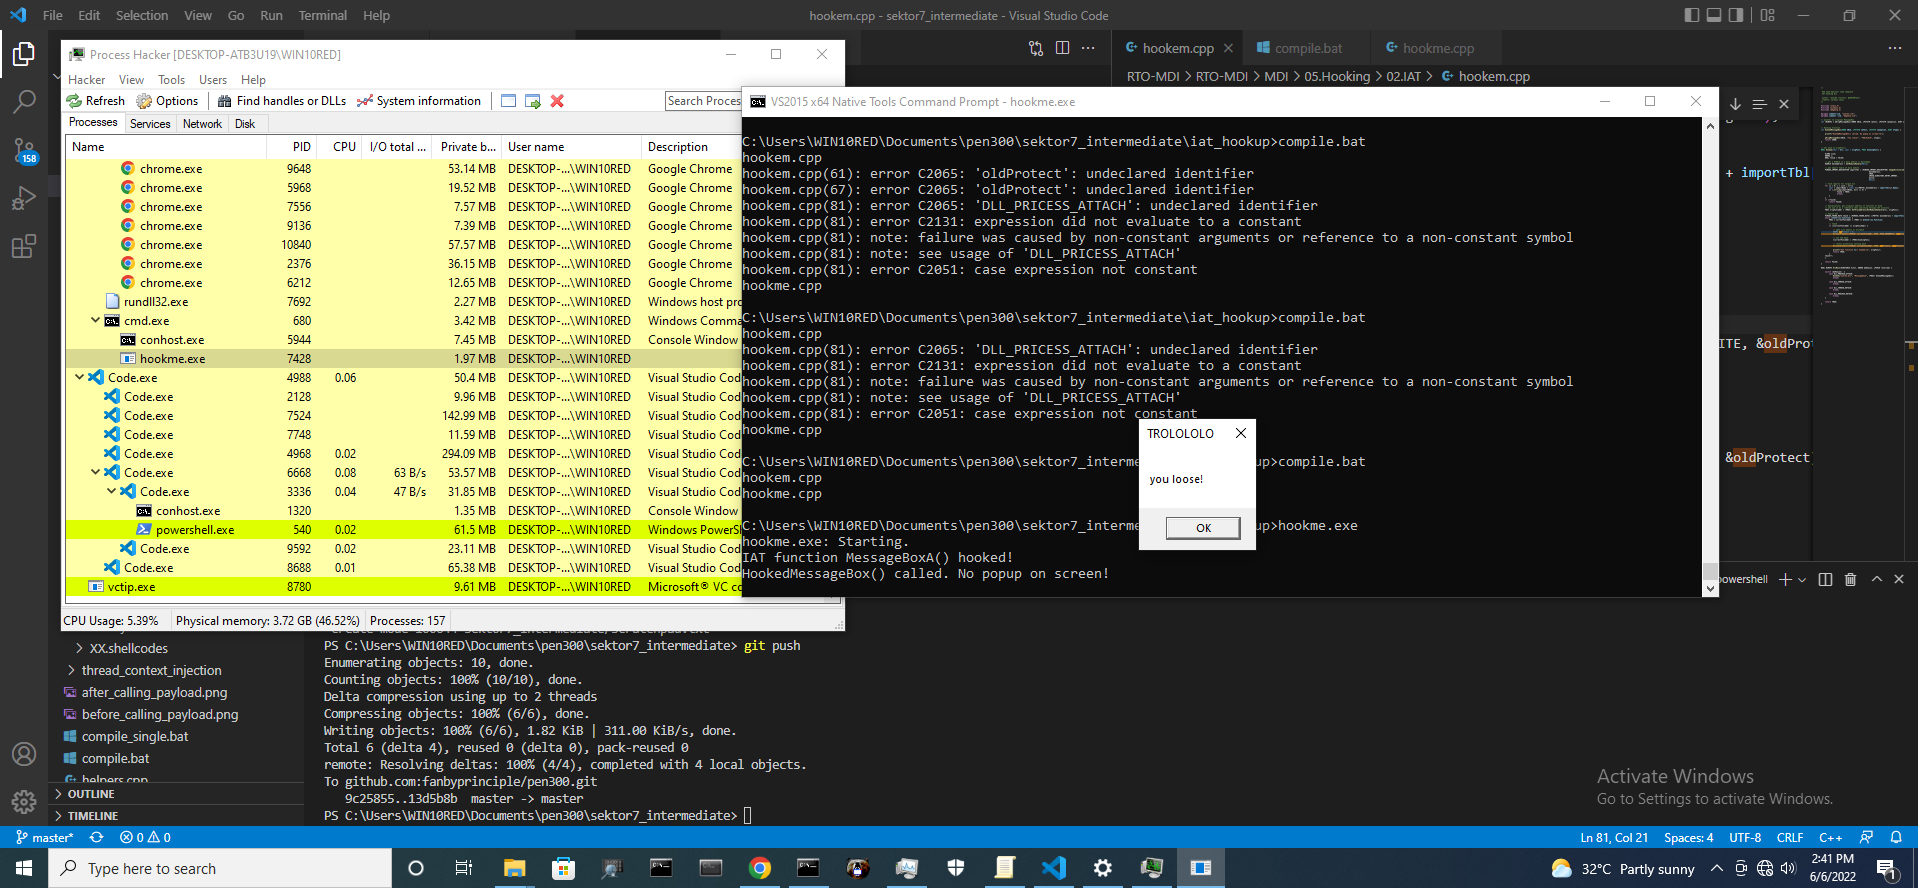 File Edit Selection View Go Run Terminal Help
hookem.cpp - sektor7_intermediate - Visual Studio Code
hookem.cpp
compile.bat
hookme.cpp
RTO-MDI > RTO-MDI > MDI > 05.Hooking > 02.IAT > hookem.cpp
158
Process Hacker [DESKTOP-ATB3U19\WIN10RED]
Hacker View Tools Users Help
Refresh Options Find handles or DLLs System information
Search Proces
Processes Services Network Disk
Name PID CPU I/O total ... Private b... User name Description
chrome.exe 9648 53.14 MB DESKTOP-...\WIN10RED Google Chrome
chrome.exe 5968 19.52 MB DESKTOP-...\WIN10RED Google Chrome
chrome.exe 7556 7.57 MB DESKTOP-...\WIN10RED Google Chrome
chrome.exe 9136 7.39 MB DESKTOP-...\WIN10RED Google Chrome
chrome.exe 10840 57.57 MB DESKTOP-...\WIN10RED Google Chrome
chrome.exe 2376 36.15 MB DESKTOP-...\WIN10RED Google Chrome
chrome.exe 6212 12.65 MB DESKTOP-...\WIN10RED Google Chrome
rundll32.exe 7692 2.27 MB DESKTOP-...\WIN10RED Windows host pro
cmd.exe 680 3.42 MB DESKTOP-...\WIN10RED Windows Comma
conhost.exe 5944 7.45 MB DESKTOP-...\WIN10RED Console Window
hookme.exe 7428 1.97 MB DESKTOP-...\WIN10RED
Code.exe 4988 0.06 50.4 MB DESKTOP-...\WIN10RED Visual Studio Cod
Code.exe 2128 9.96 MB DESKTOP-...\WIN10RED Visual Studio Cod
Code.exe 7524 142.99 MB DESKTOP-...\WIN10RED Visual Studio Cod
Code.exe 7748 11.59 MB DESKTOP-...\WIN10RED Visual Studio Cod
Code.exe 4968 0.02 294.09 MB DESKTOP-...\WIN10RED Visual Studio Cod
Code.exe 6668 0.08 63 B/s 53.57 MB DESKTOP-...\WIN10RED Visual Studio Cod
Code.exe 3336 0.04 47 B/s 31.85 MB DESKTOP-...\WIN10RED Visual Studio Cod
conhost.exe 1320 1.35 MB DESKTOP-...\WIN10RED Console Window
powershell.exe 540 0.02 61.5 MB DESKTOP-...\WIN10RED Windows PowerSh
Code.exe 9592 0.02 23.11 MB DESKTOP-...\WIN10RED Visual Studio Cod
Code.exe 8688 0.01 65.38 MB DESKTOP-...\WIN10RED Visual Studio Cod
vctip.exe 8780 9.61 MB DESKTOP-...\WIN10RED Microsoft® VC co
CPU Usage: 5.39% Physical memory: 3.72 GB (46.52%) Processes: 157
VS2015 x64 Native Tools Command Prompt - hookme.exe
C:\Users\WIN10RED\Documents\pen300\sektor7_intermediate\iat_hookup>compile.bat
hookem.cpp
hookem.cpp(61): error C2065: 'oldProtect': undeclared identifier
hookem.cpp(67): error C2065: 'oldProtect': undeclared identifier
hookem.cpp(81): error C2065: 'DLL_PRICESS_ATTACH': undeclared identifier
hookem.cpp(81): error C2131: expression did not evaluate to a constant
hookem.cpp(81): note: failure was caused by non-constant arguments or reference to a non-constant symbol
hookem.cpp(81): note: see usage of 'DLL_PRICESS_ATTACH'
hookem.cpp(81): error C2051: case expression not constant
hookme.cpp
C:\Users\WIN10RED\Documents\pen300\sektor7_intermediate\iat_hookup>compile.bat
hookem.cpp
hookem.cpp(81): error C2065: 'DLL_PRICESS_ATTACH': undeclared identifier
hookem.cpp(81): error C2131: expression did not evaluate to a constant
hookem.cpp(81): note: failure was caused by non-constant arguments or reference to a non-constant symbol
hookem.cpp(81): note: see usage of 'DLL_PRICESS_ATTACH'
hookem.cpp(81): error C2051: case expression not constant
hookme.cpp
C:\Users\WIN10RED\Documents\pen300\sektor7_interme up>compile.bat
hookem.cpp
hookme.cpp
C:\Users\WIN10RED\Documents\pen300\sektor7_interme up>hookme.exe
hookme.exe: Starting.
IAT function MessageBoxA() hooked!
HookedMessageBox() called. No popup on screen!
TROLOLOLO
you loose!
OK
+ importTbl[
ITE, &oldProt
&oldProtect)
powershell
XX.shellcodes
thread_context_injection
after_calling_payload.png
before_calling_payload.png
compile_single.bat
compile.bat
helpers.cpp
OUTLINE
TIMELINE
PS C:\Users\WIN10RED\Documents\pen300\sektor7_intermediate> git push
Enumerating objects: 10, done.
Counting objects: 100% (10/10), done.
Delta compression using up to 2 threads
Compressing objects: 100% (6/6), done.
Writing objects: 100% (6/6), 1.82 KiB | 311.00 KiB/s, done.
Total 6 (delta 4), reused 0 (delta 0), pack-reused 0
remote: Resolving deltas: 100% (4/4), completed with 4 local objects.
To github.com:fanbyprinciple/pen300.git
9c25855..13d5b8b master -> master
PS C:\Users\WIN10RED\Documents\pen300\sektor7_intermediate>
Activate Windows
Go to Settings to activate Windows.
master* 0 0 Ln 81, Col 21 Spaces: 4 UTF-8 CRLF C++
Type here to search
32°C Partly sunny
2:41 PM
6/6/2022
1